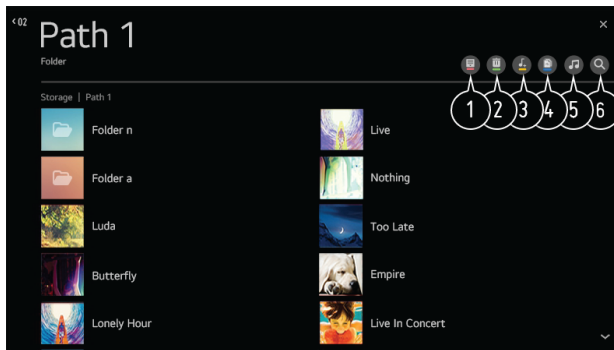 ‹ 02
Path 1
Folder
Storage | Path 1
1 2 3 4 5 6
Folder n
Live
Folder a
Nothing
Luda
Too Late
Butterfly
Empire
Lonely Hour
Live In Concert